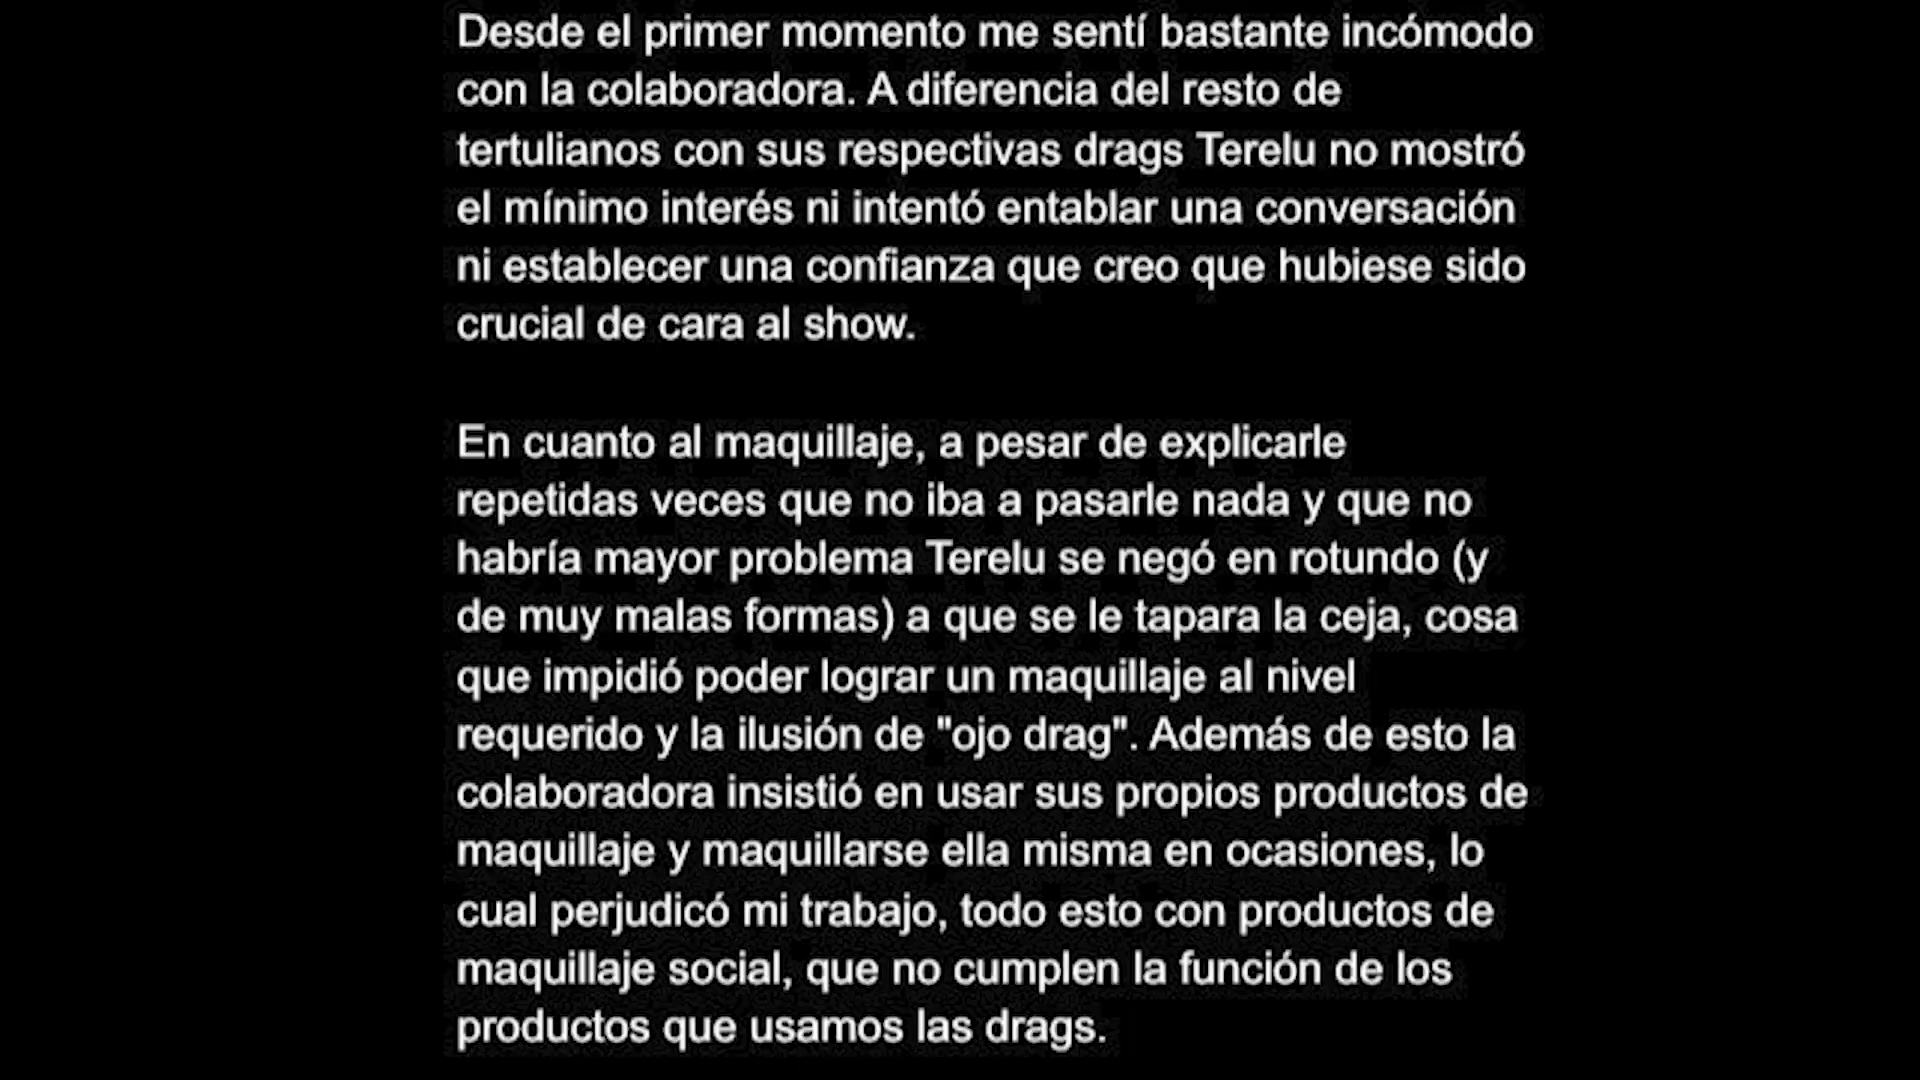 Desde el primer momento me sentí bastante incómodo
con la colaboradora. A diferencia del resto de
tertulianos con sus respectivas drags Terelu no mostró
el mínimo interés ni intentó entablar una conversación
ni establecer una confianza que creo que hubiese sido
crucial de cara al show.
En cuanto al maquillaje, a pesar de explicarle
repetidas veces que no iba a pasarle nada y que no
habría mayor problema Terelu se negó en rotundo (y
de muy malas formas) a que se le tapara la ceja, cosa
que impidió poder lograr un maquillaje al nivel
requerido y la ilusión de "ojo drag". Además de esto la
colaboradora insistió en usar sus propios productos de
maquillaje y maquillarse ella misma en ocasiones, lo
cual perjudicó mi trabajo, todo esto con productos de
maquillaje social, que no cumplen la función de los
productos que usamos las drags.